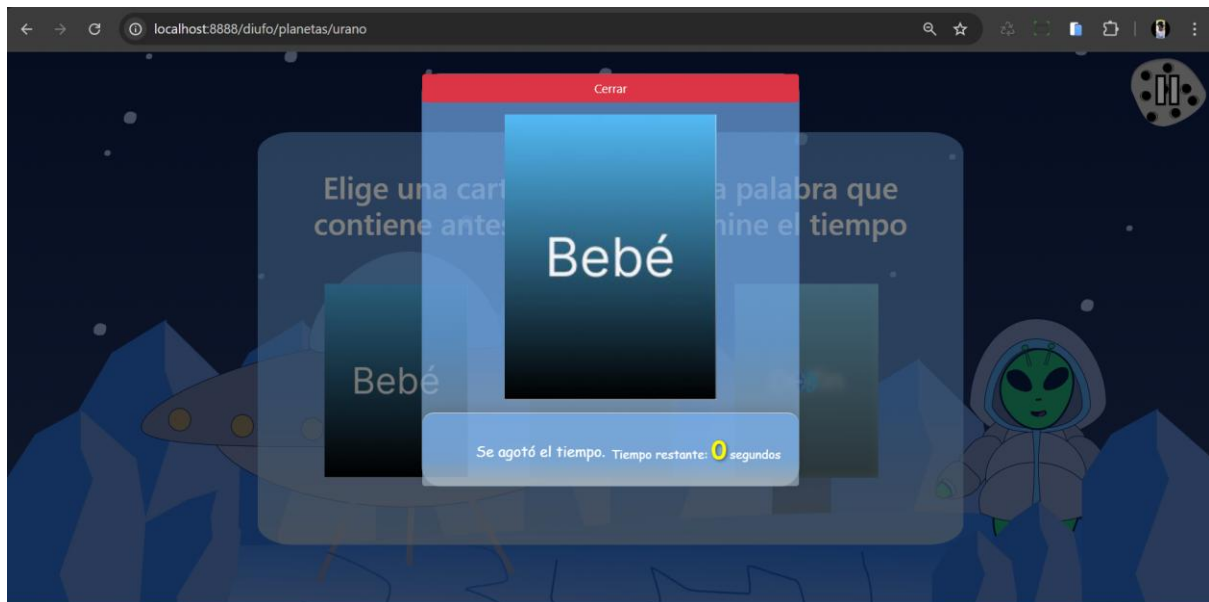 localhost:8888/diufo/planetas/urano
Cerrar
Elige una cart a palabra que
contiene antes mine el tiempo
Bebé
Bebé
Se agotó el tiempo. Tiempo restante: 0 segundos